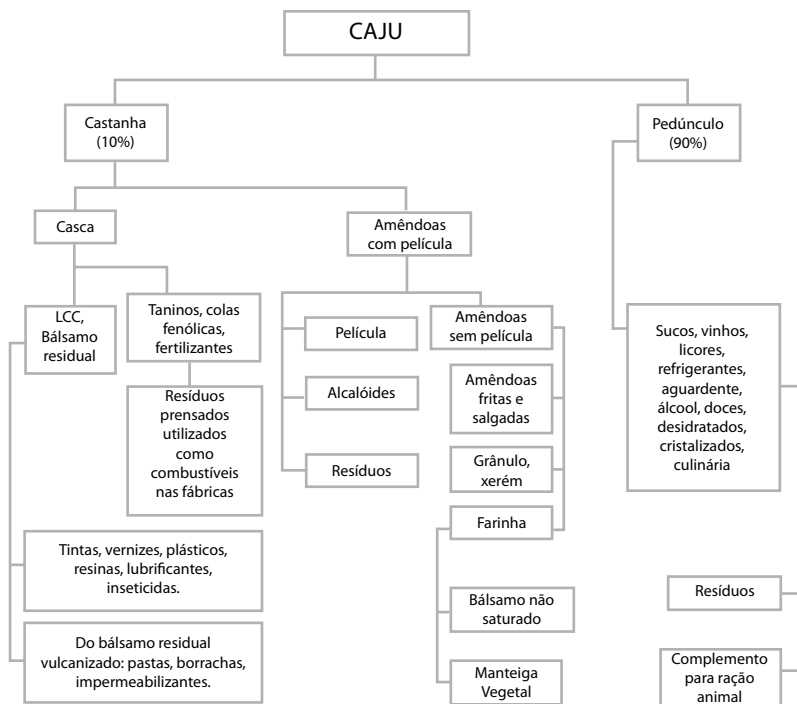 CAJU
Castanha
(10%)
Pedúnculo
(90%)
Casca
Amêndoas
com película
LCC,
Bálsamo
residual
Taninos, colas
fenólicas,
fertilizantes
Resíduos
prensados
utilizados
como
combustíveis
nas fábricas
Tintas, vernizes, plásticos,
resinas, lubrificantes,
inseticidas.
Do bálsamo residual
vulcanizado: pastas, borrachas,
impermeabilizantes.
Película
Alcalóides
Resíduos
Amêndoas
sem película
Amêndoas
fritas e
salgadas
Grânulo,
xerém
Farinha
Bálsamo não
saturado
Manteiga
Vegetal
Sucos, vinhos,
licores,
refrigerantes,
aguardente,
álcool, doces,
desidratados,
cristalizados,
culinária
Resíduos
Complemento
para ração
animal